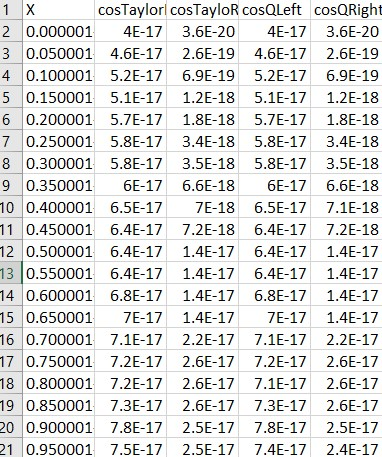 1 X cosTaylor cosTayloR cosQLeft cosQRight
2 0.000001 4E-17 3.6E-20 4E-17 3.6E-20
3 0.050001 4.6E-17 2.6E-19 4.6E-17 2.6E-19
4 0.100001 5.2E-17 6.9E-19 5.2E-17 6.9E-19
5 0.150001 5.1E-17 1.2E-18 5.1E-17 1.2E-18
6 0.200001 5.7E-17 1.8E-18 5.7E-17 1.8E-18
7 0.250001 5.8E-17 3.4E-18 5.8E-17 3.4E-18
8 0.300001 5.8E-17 3.5E-18 5.8E-17 3.5E-18
9 0.350001 6E-17 6.6E-18 6E-17 6.6E-18
10 0.400001 6.5E-17 7E-18 6.5E-17 7.1E-18
11 0.450001 6.4E-17 7.2E-18 6.4E-17 7.2E-18
12 0.500001 6.4E-17 1.4E-17 6.4E-17 1.4E-17
13 0.550001 6.4E-17 1.4E-17 6.4E-17 1.4E-17
14 0.600001 6.8E-17 1.4E-17 6.8E-17 1.4E-17
15 0.650001 7E-17 1.4E-17 7E-17 1.4E-17
16 0.700001 7.1E-17 2.2E-17 7.1E-17 2.2E-17
17 0.750001 7.2E-17 2.6E-17 7.2E-17 2.6E-17
18 0.800001 7.2E-17 2.6E-17 7.1E-17 2.6E-17
19 0.850001 7.3E-17 2.6E-17 7.3E-17 2.6E-17
20 0.900001 7.8E-17 2.5E-17 7.8E-17 2.5E-17
21 0.950001 7.5E-17 2.5E-17 7.4E-17 2.4E-17